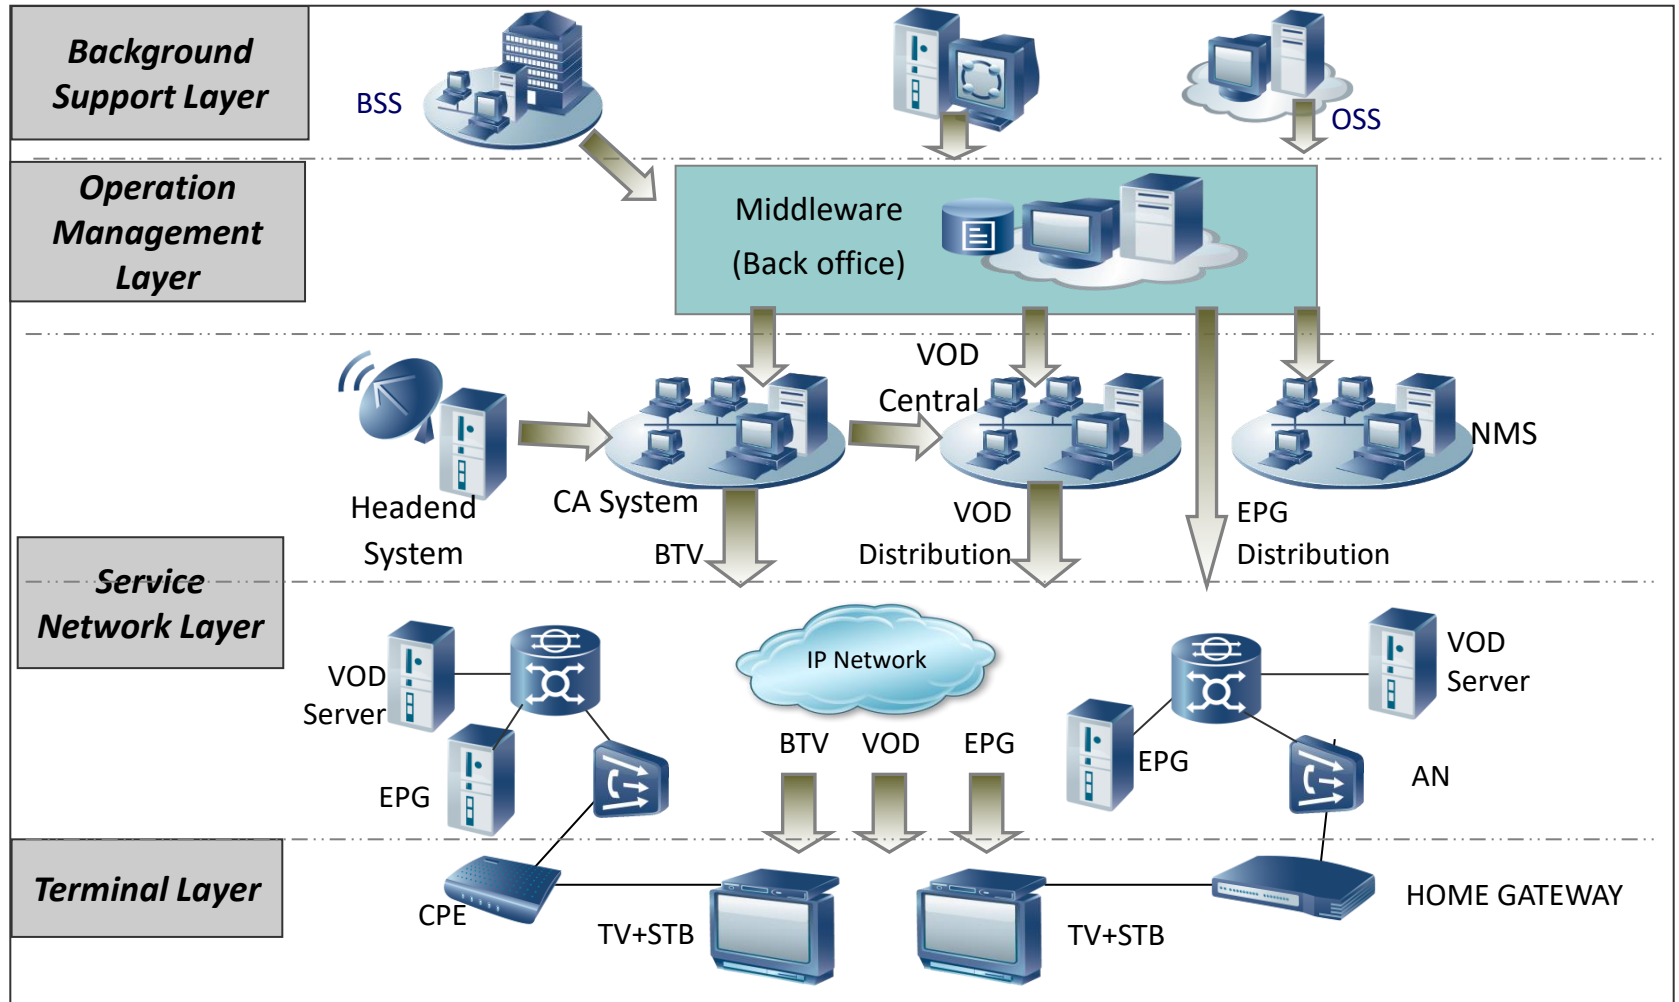 Background
Support Layer
BSS
OSS
Operation
Management
Layer
Middleware
(Back office)
VOD
Central
NMS
Headend
System
CA System
BTV
VOD
Distribution
EPG
Distribution
Service
Network Layer
VOD
Server
EPG
IP Network
BTV
VOD
EPG
VOD
Server
EPG
AN
Terminal Layer
CPE
TV+STB
TV+STB
HOME GATEWAY